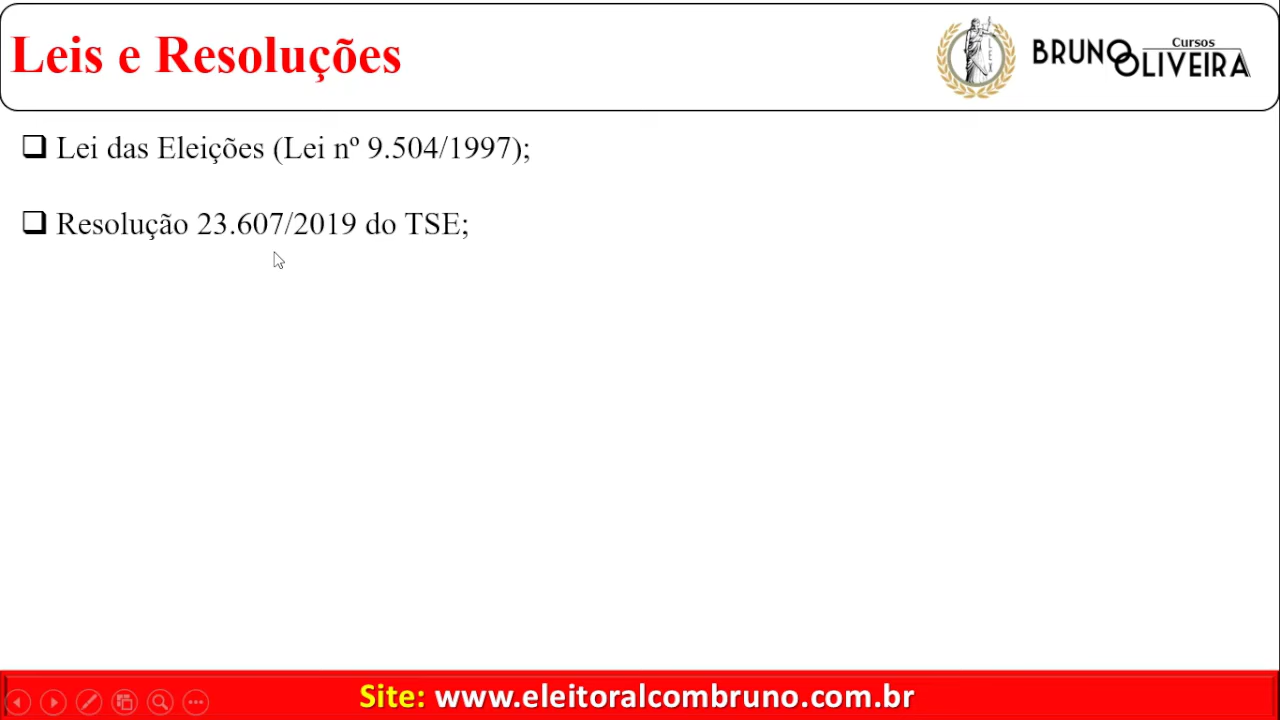 Leis e Resoluções
LEX
Cursos
BRUNO OLIVEIRA
Lei das Eleições (Lei nº 9.504/1997);
Resolução 23.607/2019 do TSE;
Site: www.eleitoralcombruno.com.br